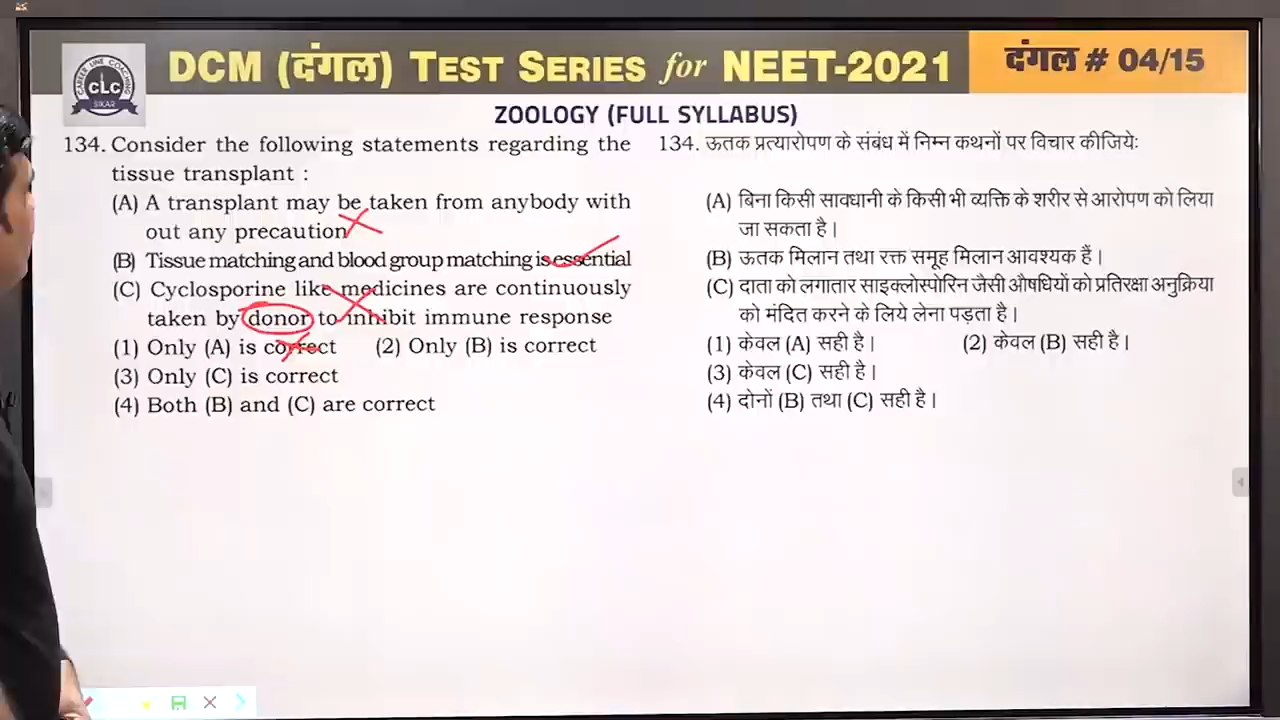 DCM (दंगल) TEST SERIES for NEET-2021
दंगल # 04/15
CAREER LINE COACHING
CLC
SIKAR
ZOOLOGY (FULL SYLLABUS)
134. Consider the following statements regarding the
tissue transplant :
(A) A transplant may be taken from anybody with
out any precaution
(B) Tissue matching and blood group matching is essential
(C) Cyclosporine like medicines are continuously
taken by donor to inhibit immune response
(1) Only (A) is correct (2) Only (B) is correct
(3) Only (C) is correct
(4) Both (B) and (C) are correct
134. ऊतक प्रत्यारोपण के संबंध में निम्न कथनों पर विचार कीजियेः
(A) बिना किसी सावधानी के किसी भी व्यक्ति के शरीर से आरोपण को लिया
जा सकता है।
(B) ऊतक मिलान तथा रक्त समूह मिलान आवश्यक हैं।
(C) दाता को लगातार साइक्लोस्पोरिन जैसी औषधियों को प्रतिरक्षा अनुक्रिया
को मंदित करने के लिये लेना पड़ता है।
(1) केवल (A) सही है। (2) केवल (B) सही है।
(3) केवल (C) सही है।
(4) दोनों (B) तथा (C) सही है।